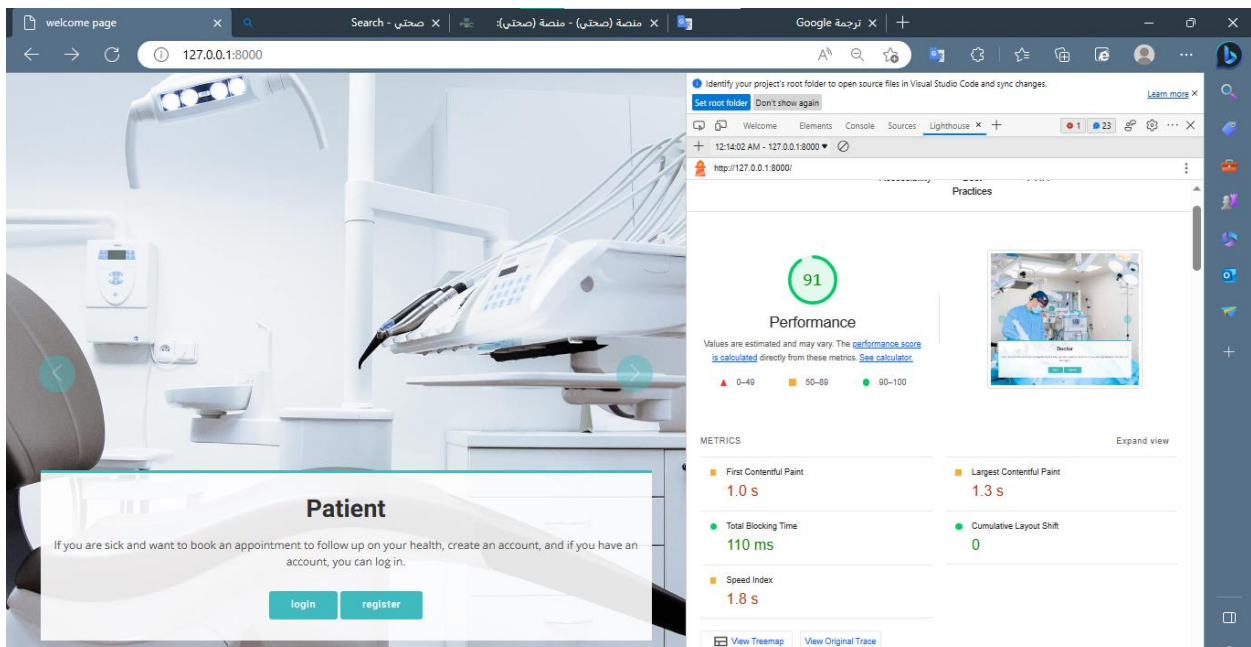 welcome page
صحتي - Search
منصة (صحتي) - منصة (صحتي):
ترجمة Google
127.0.0.1:8000
Identify your project's root folder to open source files in Visual Studio Code and sync changes.
Set root folder Don't show again
Learn more
Welcome Elements Console Sources Lighthouse
1 23
12:14:02 AM - 127.0.0.1:8000
http://127.0.0.1:8000/
Practices
91
Performance
Values are estimated and may vary. The performance score
is calculated directly from these metrics. See calculator.
0–49 50–89 90–100
Doctor
METRICS
Expand view
First Contentful Paint
1.0 s
Largest Contentful Paint
1.3 s
Total Blocking Time
110 ms
Cumulative Layout Shift
0
Speed Index
1.8 s
View Treemap View Original Trace
Patient
If you are sick and want to book an appointment to follow up on your health, create an account, and if you have an
account, you can log in.
login register